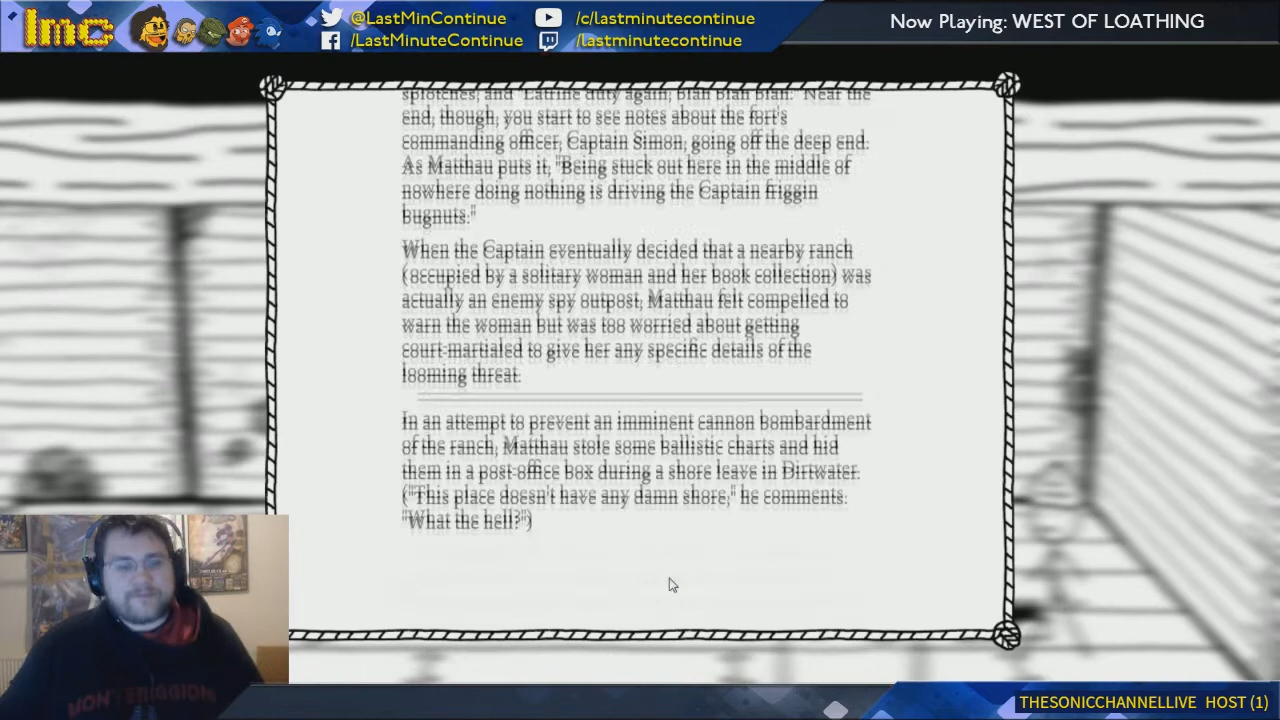 lmc
@LastMinContinue
/c/lastminutecontinue
/LastMinuteContinue
/lastminutecontinue
Now Playing: WEST OF LOATHING
splotches, and "Latrine duty again, blah blah blah." Near the
end, though, you start to see notes about the fort's
commanding officer, Captain Simon, going off the deep end.
As Matthau puts it, "Being stuck out here in the middle of
nowhere doing nothing is driving the Captain friggin
bugnuts."
When the Captain eventually decided that a nearby ranch
(occupied by a solitary woman and her book collection) was
actually an enemy spy outpost, Matthau felt compelled to
warn the woman but was too worried about getting
court-martialed to give her any specific details of the
looming threat.
In an attempt to prevent an imminent cannon bombardment
of the ranch, Matthau stole some ballistic charts and hid
them in a post-office box during a shore leave in Dirtwater.
("This place doesn't have any damn shore," he comments.
"What the hell?")
THESONICCHANNELLIVE HOST (1)